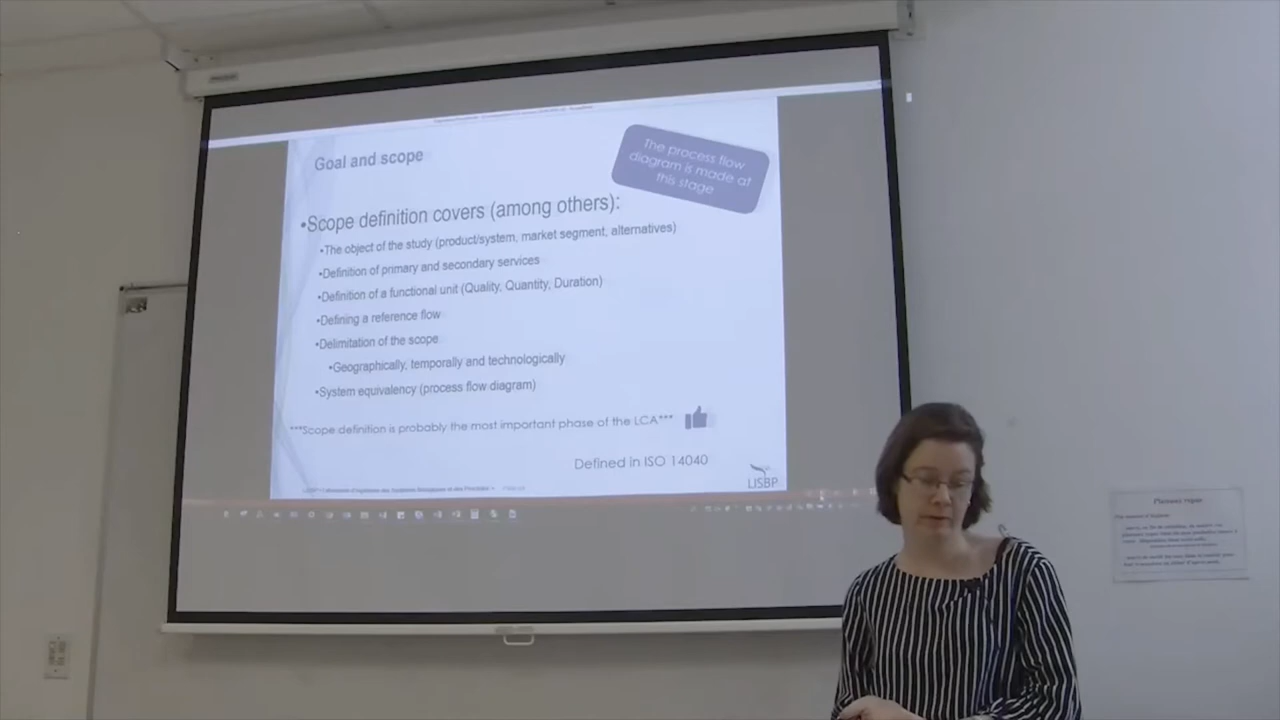 Goal and scope
The process flow
diagram is made at
this stage
•Scope definition covers (among others):
•The object of the study (product/system, market segment, alternatives)
•Definition of primary and secondary services
•Definition of a functional unit (Quality, Quantity, Duration)
•Defining a reference flow
•Delimitation of the scope
•Geographically, temporally and technologically
•System equivalency (process flow diagram)
***Scope definition is probably the most important phase of the LCA***
Defined in ISO 14040
LISBP